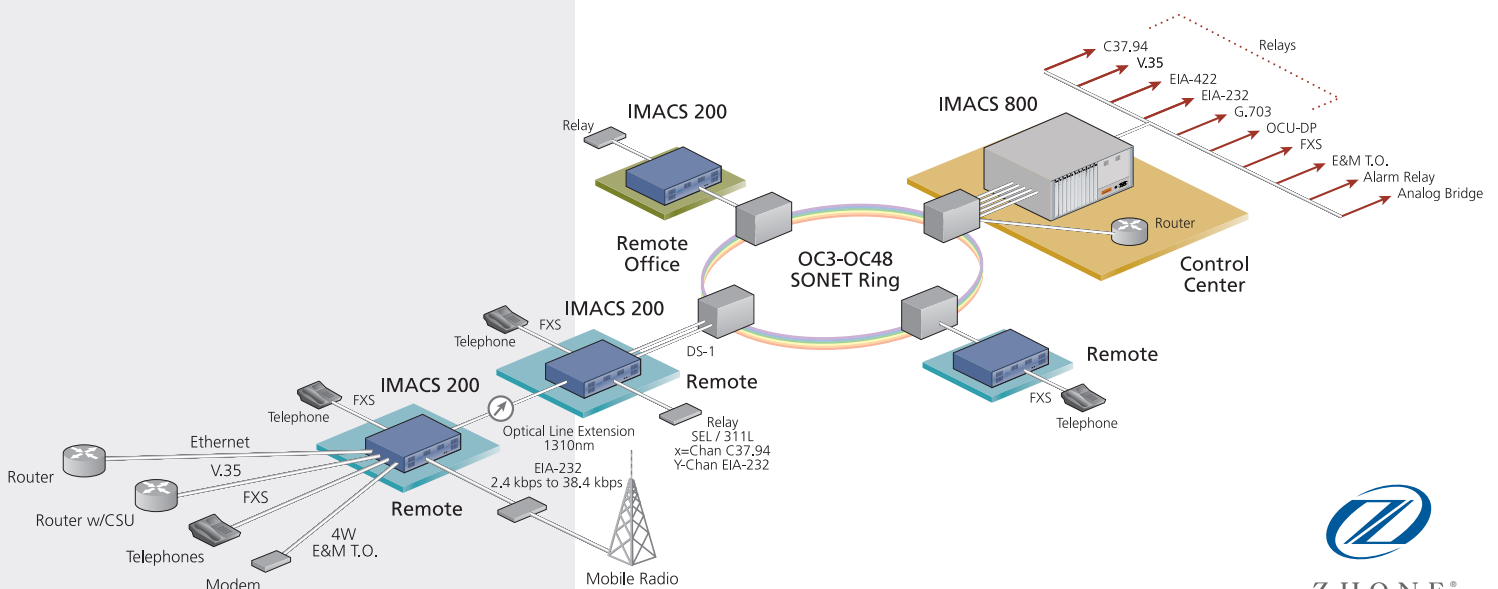 C37.94
V.35
EIA-422
EIA-232
G.703
OCU-DP
FXS
E&M T.O.
Alarm Relay
Analog Bridge
Relays
IMACS 800
Router
Control
Center
IMACS 200
Relay
Remote
Office
OC3-OC48
SONET Ring
IMACS 200
FXS
Telephone
DS-1
Remote
Relay
SEL / 311L
x=Chan C37.94
Y-Chan EIA-232
Remote
FXS
Telephone
IMACS 200
FXS
Telephone
Optical Line Extension
1310nm
Ethernet
Router
V.35
Router w/CSU
FXS
Telephones
4W
E&M T.O.
Modem
Remote
EIA-232
2.4 kbps to 38.4 kbps
Mobile Radio
ZHONE®